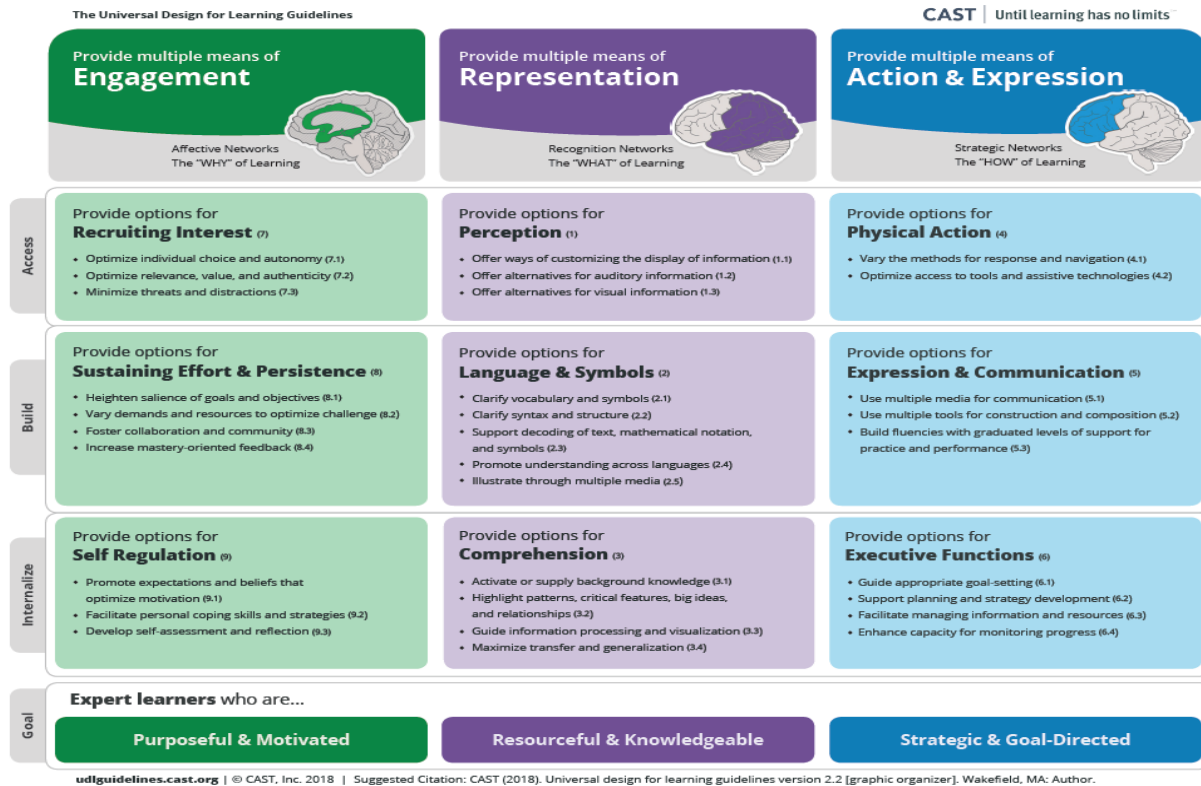 The Universal Design for Learning Guidelines
CAST | Until learning has no limits
Provide multiple means of
Engagement
Affective Networks
The "WHY" of Learning
Provide multiple means of
Representation
Recognition Networks
The "WHAT" of Learning
Provide multiple means of
Action & Expression
Strategic Networks
The "HOW" of Learning
Access
Provide options for
Recruiting Interest (7)
• Optimize individual choice and autonomy (7.1)
• Optimize relevance, value, and authenticity (7.2)
• Minimize threats and distractions (7.3)
Provide options for
Perception (1)
• Offer ways of customizing the display of information (1.1)
• Offer alternatives for auditory information (1.2)
• Offer alternatives for visual information (1.3)
Provide options for
Physical Action (4)
• Vary the methods for response and navigation (4.1)
• Optimize access to tools and assistive technologies (4.2)
Build
Provide options for
Sustaining Effort & Persistence (8)
• Heighten salience of goals and objectives (8.1)
• Vary demands and resources to optimize challenge (8.2)
• Foster collaboration and community (8.3)
• Increase mastery-oriented feedback (8.4)
Provide options for
Language & Symbols (2)
• Clarify vocabulary and symbols (2.1)
• Clarify syntax and structure (2.2)
• Support decoding of text, mathematical notation,
and symbols (2.3)
• Promote understanding across languages (2.4)
• Illustrate through multiple media (2.5)
Provide options for
Expression & Communication (5)
• Use multiple media for communication (5.1)
• Use multiple tools for construction and composition (5.2)
• Build fluencies with graduated levels of support for
practice and performance (5.3)
Internalize
Provide options for
Self Regulation (9)
• Promote expectations and beliefs that
optimize motivation (9.1)
• Facilitate personal coping skills and strategies (9.2)
• Develop self-assessment and reflection (9.3)
Provide options for
Comprehension (3)
• Activate or supply background knowledge (3.1)
• Highlight patterns, critical features, big ideas,
and relationships (3.2)
• Guide information processing and visualization (3.3)
• Maximize transfer and generalization (3.4)
Provide options for
Executive Functions (6)
• Guide appropriate goal-setting (6.1)
• Support planning and strategy development (6.2)
• Facilitate managing information and resources (6.3)
• Enhance capacity for monitoring progress (6.4)
Goal
Expert learners who are...
Purposeful & Motivated
Resourceful & Knowledgeable
Strategic & Goal-Directed
udlguidelines.cast.org | © CAST, Inc. 2018 | Suggested Citation: CAST (2018). Universal design for learning guidelines version 2.2 [graphic organizer]. Wakefield, MA: Author.